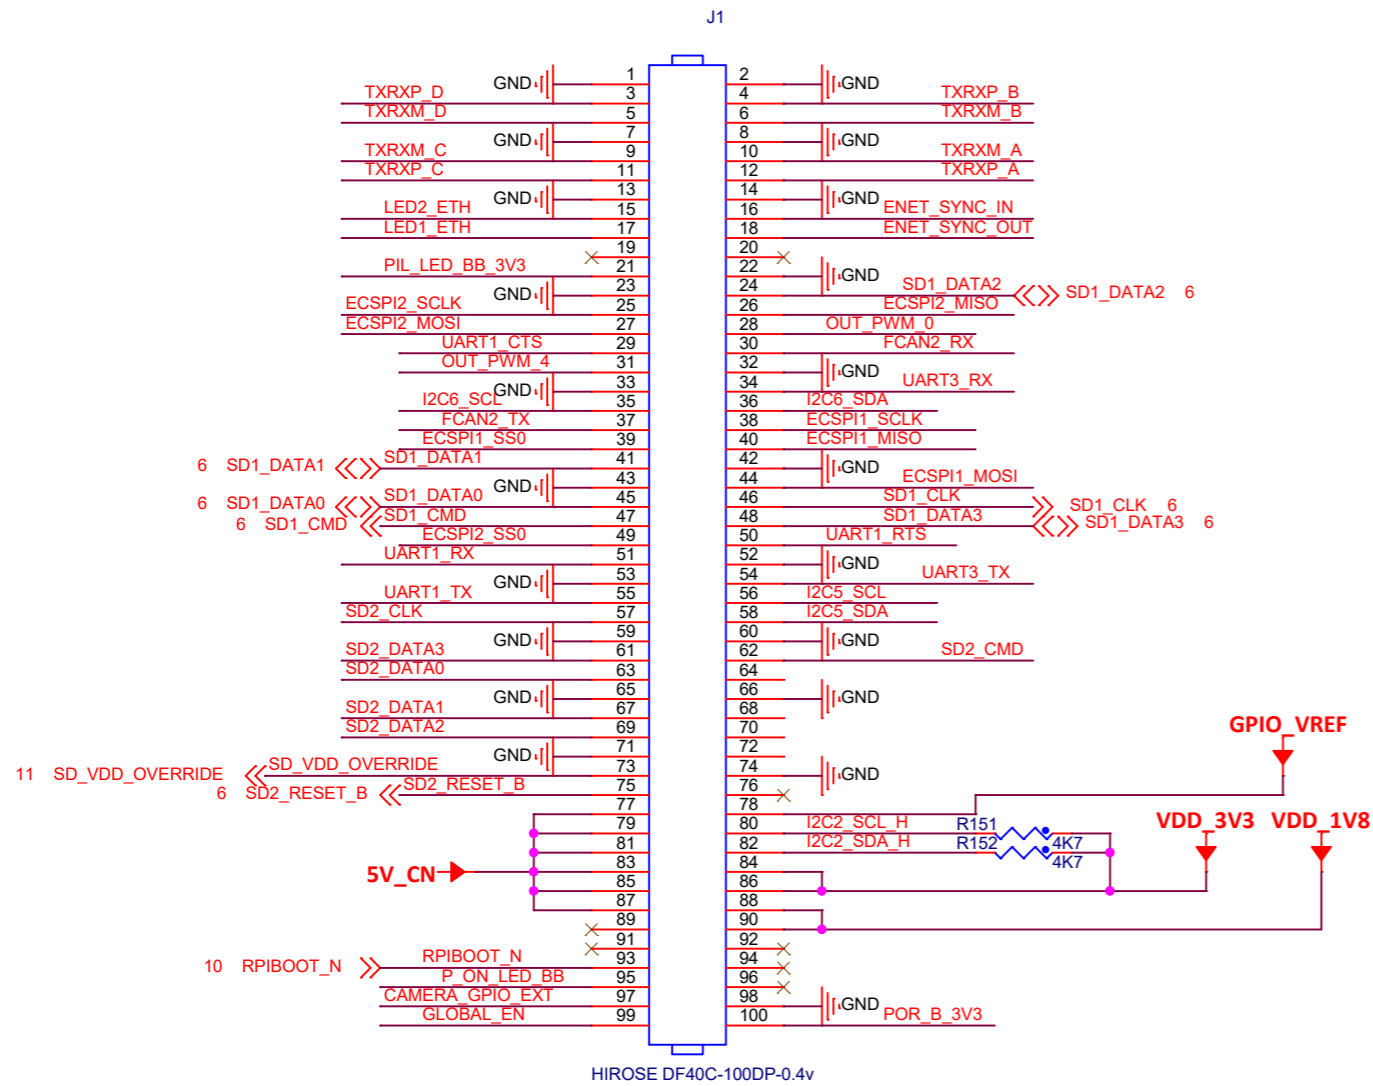 J1
GND 1 2 GND
TXRXP_D 3 4 TXRXP_B
TXRXM_D 5 6 TXRXM_B
GND 7 8 GND
TXRXM_C 9 10 TXRXM_A
TXRXP_C 11 12 TXRXP_A
GND 13 14 GND
LED2_ETH 15 16 ENET_SYNC_IN
LED1_ETH 17 18 ENET_SYNC_OUT
19 20
PIL_LED_BB_3V3 21 22 GND
GND 23 24 SD1_DATA2 SD1_DATA2 6
ECSPI2_SCLK 25 26 ECSPI2_MISO
ECSPI2_MOSI 27 28 OUT_PWM_0
UART1_CTS 29 30 FCAN2_RX
OUT_PWM_4 31 32 GND
GND 33 34 UART3_RX
I2C6_SCL 35 36 I2C6_SDA
FCAN2_TX 37 38 ECSPI1_SCLK
ECSPI1_SS0 39 40 ECSPI1_MISO
6 SD1_DATA1 SD1_DATA1 41 42 GND
GND 43 44 ECSPI1_MOSI
6 SD1_DATA0 SD1_DATA0 45 46 SD1_CLK SD1_CLK 6
6 SD1_CMD SD1_CMD 47 48 SD1_DATA3 SD1_DATA3 6
ECSPI2_SS0 49 50 UART1_RTS
UART1_RX 51 52 GND
GND 53 54 UART3_TX
UART1_TX 55 56 I2C5_SCL
SD2_CLK 57 58 I2C5_SDA
GND 59 60 GND
SD2_DATA3 61 62 SD2_CMD
SD2_DATA0 63 64
GND 65 66 GND
SD2_DATA1 67 68
SD2_DATA2 69 70
GND 71 72
11 SD_VDD_OVERRIDE SD_VDD_OVERRIDE 73 74 GND
6 SD2_RESET_B SD2_RESET_B 75 76
77 78 GPIO_VREF
79 80 I2C2_SCL_H R151 4K7
81 82 I2C2_SDA_H R152 4K7
5V_CN 83 84
85 86 VDD_3V3
87 88
89 90 VDD_1V8
91 92
10 RPIBOOT_N RPIBOOT_N 93 94
P_ON_LED_BB 95 96
CAMERA_GPIO_EXT 97 98 GND
GLOBAL_EN 99 100 POR_B_3V3
HIROSE DF40C-100DP-0.4v